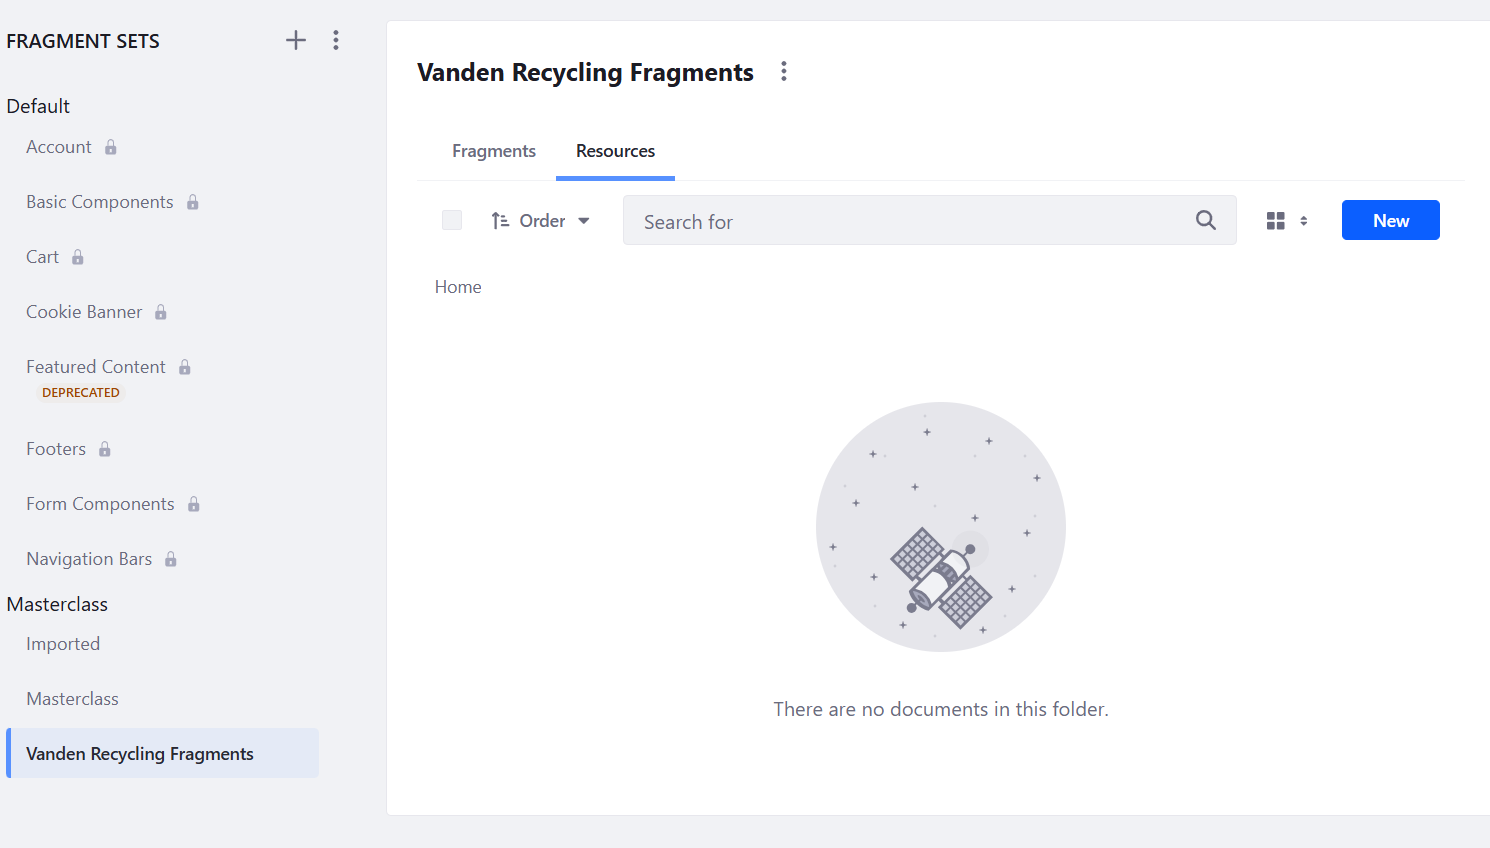 FRAGMENT SETS
Default
Account
Basic Components
Cart
Cookie Banner
Featured Content
DEPRECATED
Footers
Form Components
Navigation Bars
Masterclass
Imported
Masterclass
Vanden Recycling Fragments
Vanden Recycling Fragments
Fragments Resources
Order Search for New
Home
There are no documents in this folder.